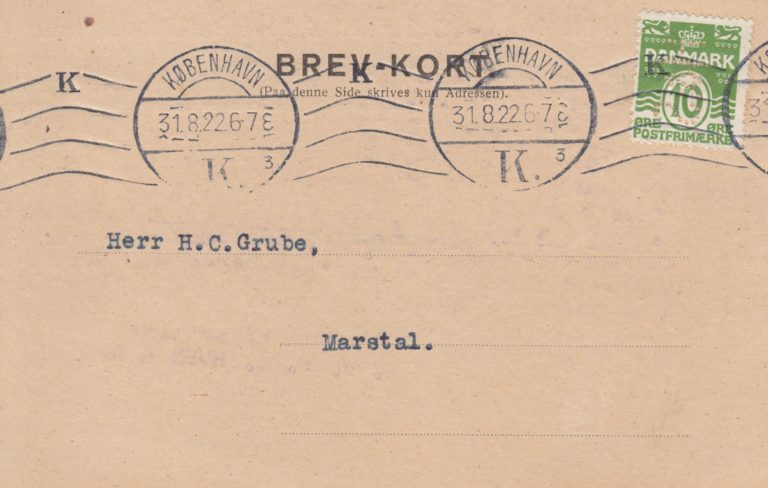 BREV-KORT
(Paa denne Side skrives kun Adressen).
K
KØBENHAVN
31.8.22.6-7E
K.
3
K
KØBENHAVN
31.8.22.6-7E
K.
3
K
DANMARK
10
ØRE ØRE
POSTFRIMÆRKE
Herr H.C.Grube,
Marstal.